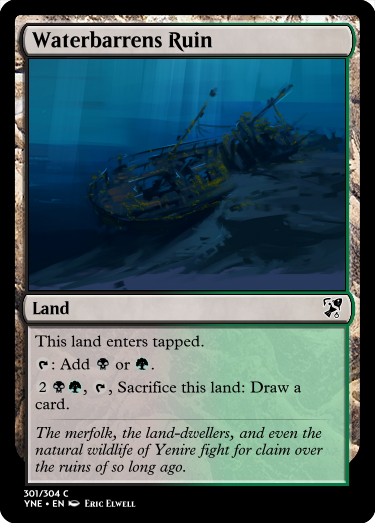 Waterbarrens Ruin
Land
This land enters tapped.
: Add or .
2 , , Sacrifice this land: Draw a
card.
The merfolk, the land-dwellers, and even the
natural wildlife of Yenire fight for claim over
the ruins of so long ago.
301/304 C
YNE • EN Eric Elwell